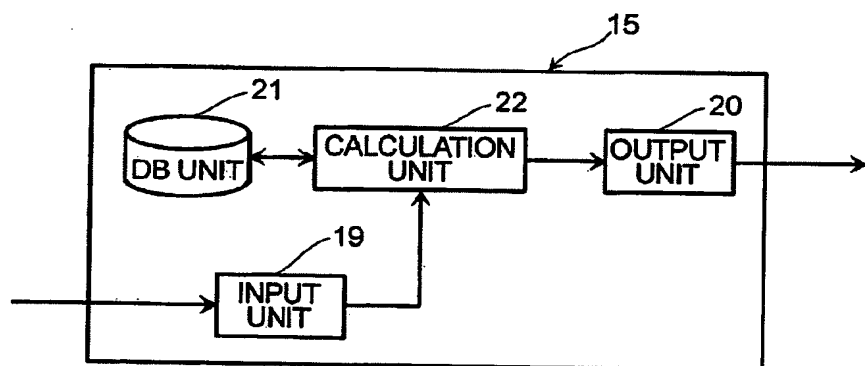 15
21
22
20
DB UNIT
CALCULATION
UNIT
OUTPUT
UNIT
19
INPUT
UNIT